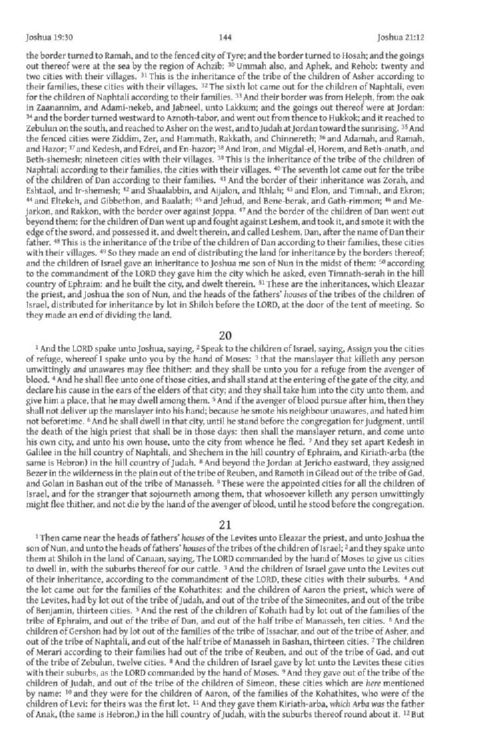 Joshua 19:30 144 Joshua 21:12
the border turned to Ramah, and to the fenced city of Tyre; and the border turned to Hosah; and the goings
out thereof were at the sea by the region of Achzib: 30 Ummah also, and Aphek, and Rehob: twenty and
two cities with their villages. 31 This is the inheritance of the tribe of the children of Asher according to
their families, these cities with their villages. 32 The sixth lot came out for the children of Naphtali, even
for the children of Naphtali according to their families. 33 And their border was from Heleph, from the oak
in Zaanannim, and Adami-nekeb, and Jabneel, unto Lakkum; and the goings out thereof were at Jordan:
34 and the border turned westward to Aznoth-tabor, and went out from thence to Hukkok; and it reached to
Zebulun on the south, and reached to Asher on the west, and to Judah at Jordan toward the sunrising. 35 And
the fenced cities were Ziddim, Zer, and Hammath, Rakkath, and Chinnereth; 36 and Adamah, and Ramah,
and Hazor; 37 and Kedesh, and Edrei, and En-hazor; 38 And Iron, and Migdal-el, Horem, and Beth-anath, and
Beth-shemesh; nineteen cities with their villages. 39 This is the inheritance of the tribe of the children of
Naphtali according to their families, the cities with their villages. 40 The seventh lot came out for the tribe
of the children of Dan according to their families. 41 And the border of their inheritance was Zorah, and
Eshtaol, and Ir-shemesh; 42 and Shaalabbin, and Aijalon, and Ithlah; 43 and Elon, and Timnah, and Ekron;
44 and Eltekeh, and Gibbethon, and Baalath; 45 and Jehud, and Bene-berak, and Gath-rimmon; 46 and Me-
jarkon, and Rakkon, with the border over against Joppa. 47 And the border of the children of Dan went out
beyond them: for the children of Dan went up and fought against Leshem, and took it, and smote it with the
edge of the sword, and possessed it, and dwelt therein, and called Leshem, Dan, after the name of Dan their
father. 48 This is the inheritance of the tribe of the children of Dan according to their families, these cities
with their villages. 49 So they made an end of distributing the land for inheritance by the borders thereof;
and the children of Israel gave an inheritance to Joshua me son of Nun in the midst of them: 50 according
to the commandment of the LORD they gave him the city which he asked, even Timnath-serah in the hill
country of Ephraim: and he built the city, and dwelt therein. 51 These are the inheritances, which Eleazar
the priest, and Joshua the son of Nun, and the heads of the fathers' houses of the tribes of the children of
Israel, distributed for inheritance by lot in Shiloh before the LORD, at the door of the tent of meeting. So
they made an end of dividing the land.
20
1 And the LORD spake unto Joshua, saying, 2 Speak to the children of Israel, saying, Assign you the cities
of refuge, whereof I spake unto you by the hand of Moses: 3 that the manslayer that killeth any person
unwittingly and unawares may flee thither: and they shall be unto you for a refuge from the avenger of
blood. 4 And he shall flee unto one of those cities, and shall stand at the entering of the gate of the city, and
declare his cause in the ears of the elders of that city; and they shall take him into the city unto them, and
give him a place, that he may dwell among them. 5 And if the avenger of blood pursue after him, then they
shall not deliver up the manslayer into his hand; because he smote his neighbour unawares, and hated him
not beforetime. 6 And he shall dwell in that city, until he stand before the congregation for judgment, until
the death of the high priest that shall be in those days: then shall the manslayer return, and come unto
his own city, and unto his own house, unto the city from whence he fled. 7 And they set apart Kedesh in
Galilee in the hill country of Naphtali, and Shechem in the hill country of Ephraim, and Kiriath-arba (the
same is Hebron) in the hill country of Judah. 8 And beyond the Jordan at Jericho eastward, they assigned
Bezer in the wilderness in the plain out of the tribe of Reuben, and Ramoth in Gilead out of the tribe of Gad,
and Golan in Bashan out of the tribe of Manasseh. 9 These were the appointed cities for all the children of
Israel, and for the stranger that sojourneth among them, that whosoever killeth any person unwittingly
might flee thither, and not die by the hand of the avenger of blood, until he stood before the congregation.
21
1 Then came near the heads of fathers' houses of the Levites unto Eleazar the priest, and unto Joshua the
son of Nun, and unto the heads of fathers' houses of the tribes of the children of Israel; 2 and they spake unto
them at Shiloh in the land of Canaan, saying, The LORD commanded by the hand of Moses to give us cities
to dwell in, with the suburbs thereof for our cattle. 3 And the children of Israel gave unto the Levites out
of their inheritance, according to the commandment of the LORD, these cities with their suburbs. 4 And
the lot came out for the families of the Kohathites: and the children of Aaron the priest, which were of
the Levites, had by lot out of the tribe of Judah, and out of the tribe of the Simeonites, and out of the tribe
of Benjamin, thirteen cities. 5 And the rest of the children of Kohath had by lot out of the families of the
tribe of Ephraim, and out of the tribe of Dan, and out of the half tribe of Manasseh, ten cities. 6 And the
children of Gershon had by lot out of the families of the tribe of Issachar, and out of the tribe of Asher, and
out of the tribe of Naphtali, and out of the half tribe of Manasseh in Bashan, thirteen cities. 7 The children
of Merari according to their families had out of the tribe of Reuben, and out of the tribe of Gad, and out
of the tribe of Zebulun, twelve cities. 8 And the children of Israel gave by lot unto the Levites these cities
with their suburbs, as the LORD commanded by the hand of Moses. 9 And they gave out of the tribe of the
children of Judah, and out of the tribe of the children of Simeon, these cities which are here mentioned
by name: 10 and they were for the children of Aaron, of the families of the Kohathites, who were of the
children of Levi: for theirs was the first lot. 11 And they gave them Kiriath-arba, which Arba was the father
of Anak, (the same is Hebron,) in the hill country of Judah, with the suburbs thereof round about it. 12 But